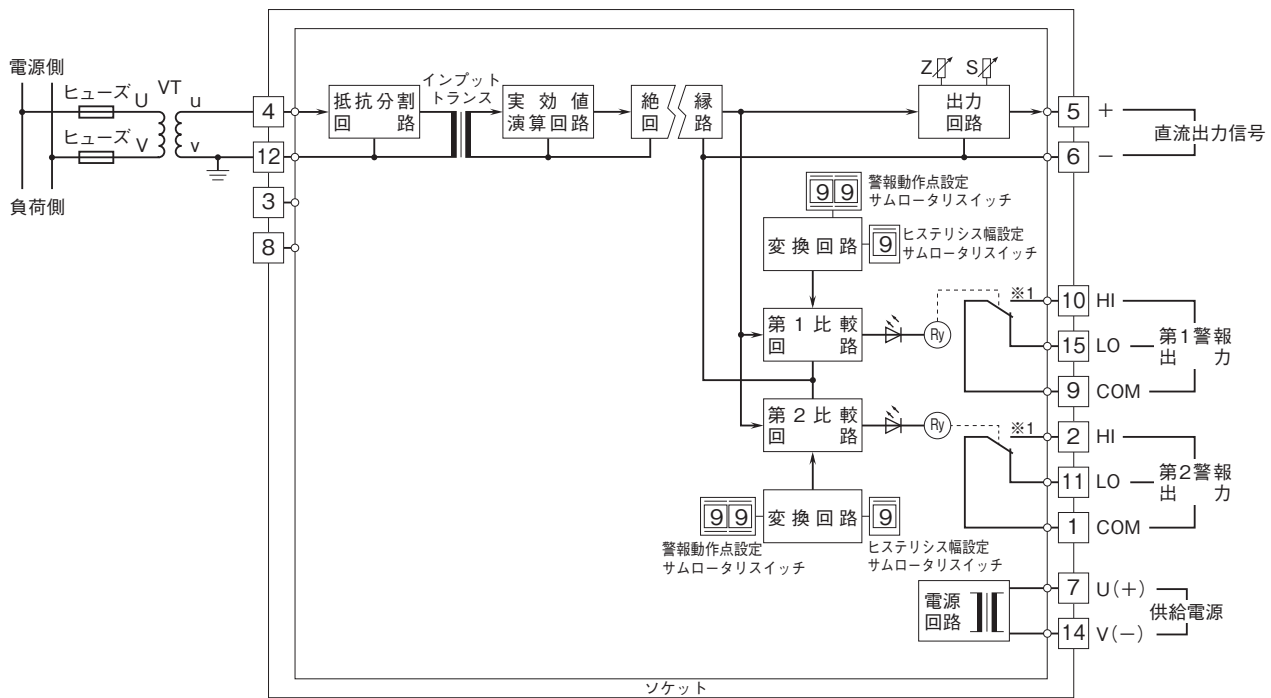 電源側
ヒューズ
U
VT
u
ヒューズ
V
v
負荷側
4
12
3
8
抵抗分割
回路
インプット
トランス
実効値
演算回路
絶縁
回路
Z
S
出力
回路
5
+
6
−
直流出力信号
9 9
警報動作点設定
サムロータリスイッチ
変換回路
9
ヒステリシス幅設定
サムロータリスイッチ
第1比較
回路
Ry
※1
10
HI
15
LO
9
COM
第1警報
出力
第2比較
回路
Ry
※1
2
HI
11
LO
1
COM
第2警報
出力
9 9
変換回路
9
警報動作点設定
サムロータリスイッチ
ヒステリシス幅設定
サムロータリスイッチ
電源
回路
7
U(+)
14
V(−)
供給電源
ソケット